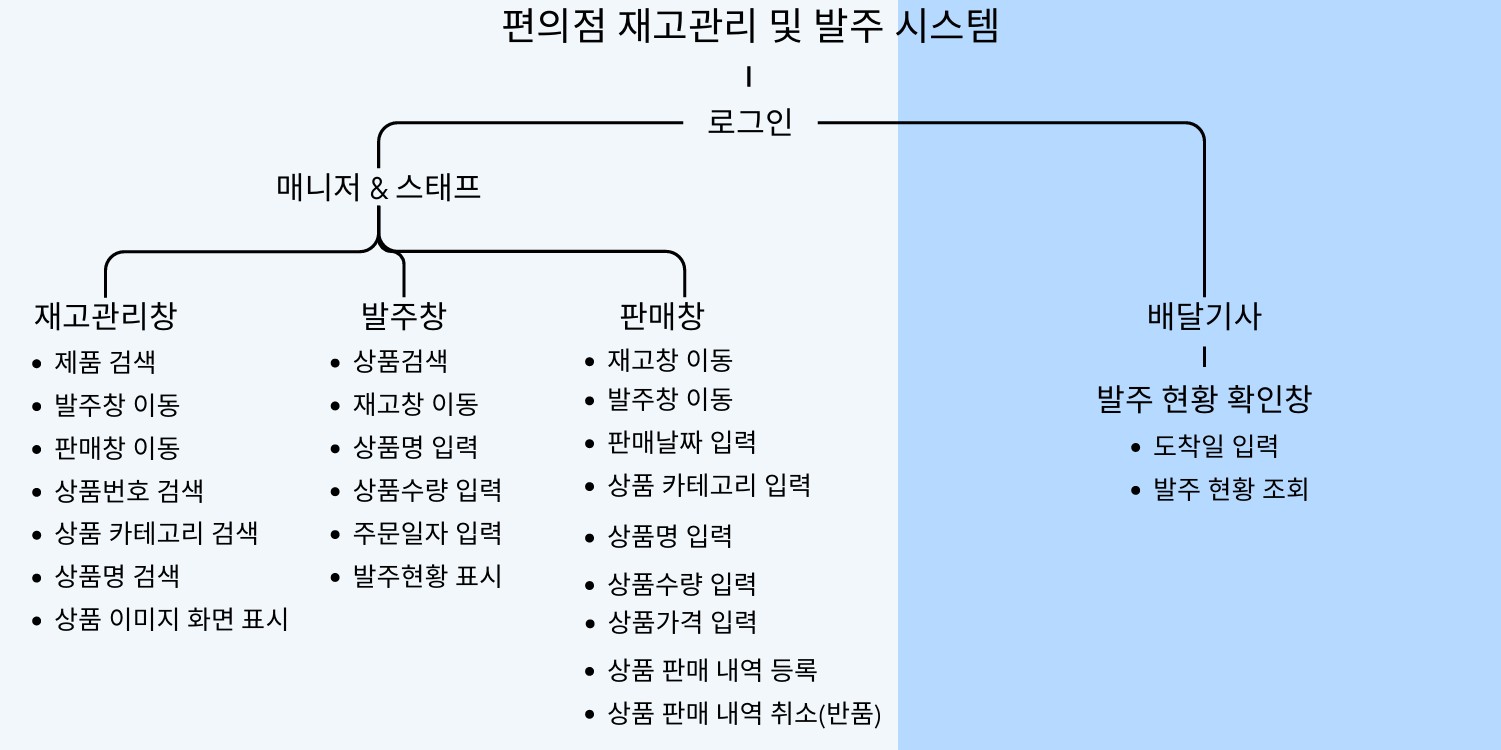 편의점 재고관리 및 발주 시스템
로그인
매니저 & 스태프
재고관리창
제품 검색
발주창 이동
판매창 이동
상품번호 검색
상품 카테고리 검색
상품명 검색
상품 이미지 화면 표시
발주창
상품검색
재고창 이동
상품명 입력
상품수량 입력
주문일자 입력
발주현황 표시
판매창
재고창 이동
발주창 이동
판매날짜 입력
상품 카테고리 입력
상품명 입력
상품수량 입력
상품가격 입력
상품 판매 내역 등록
상품 판매 내역 취소(반품)
배달기사
발주 현황 확인창
도착일 입력
발주 현황 조회